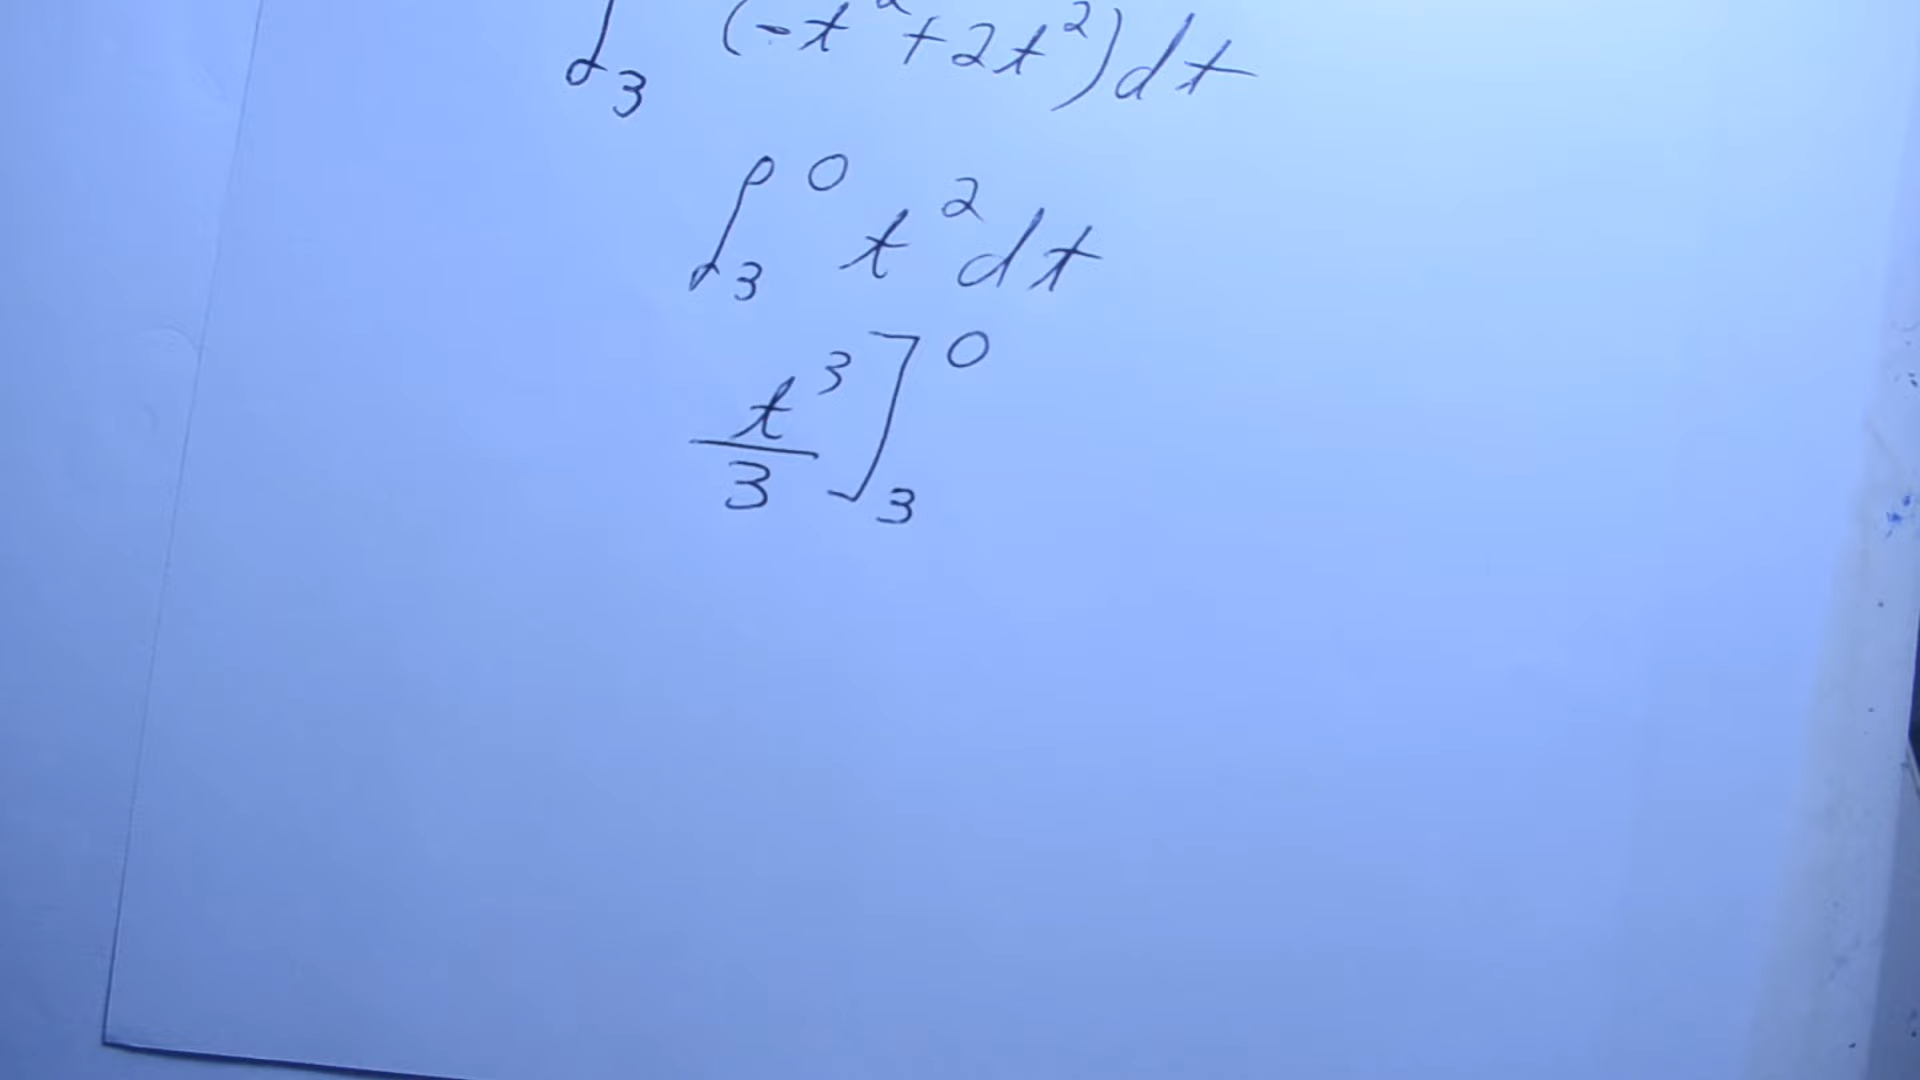 ∫₃ (-t² + 2t²) dt
∫₃⁰ t² dt
t³/3 ]₃⁰